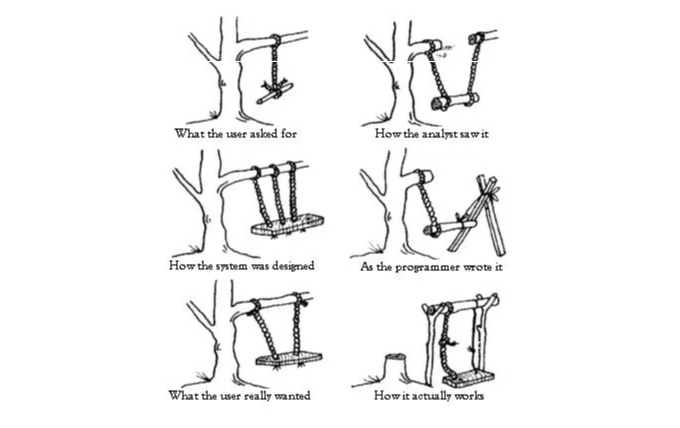 What the user asked for
How the analyst saw it
How the system was designed
As the programmer wrote it
What the user really wanted
How it actually works